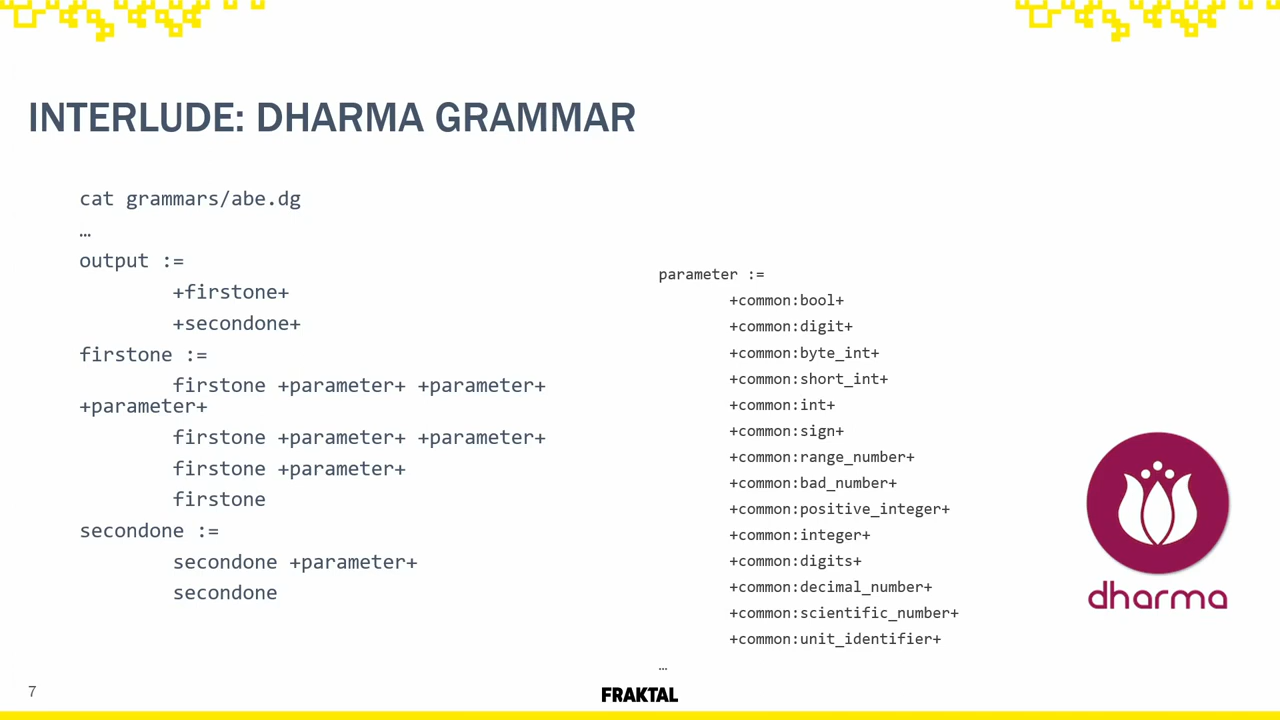 INTERLUDE: DHARMA GRAMMAR
cat grammars/abe.dg
…
output :=
+firstone+
+secondone+
firstone :=
firstone +parameter+ +parameter+
+parameter+
firstone +parameter+ +parameter+
firstone +parameter+
firstone
secondone :=
secondone +parameter+
secondone
parameter :=
+common:bool+
+common:digit+
+common:byte_int+
+common:short_int+
+common:int+
+common:sign+
+common:range_number+
+common:bad_number+
+common:positive_integer+
+common:integer+
+common:digits+
+common:decimal_number+
+common:scientific_number+
+common:unit_identifier+
…
dharma
7
FRAKTAL